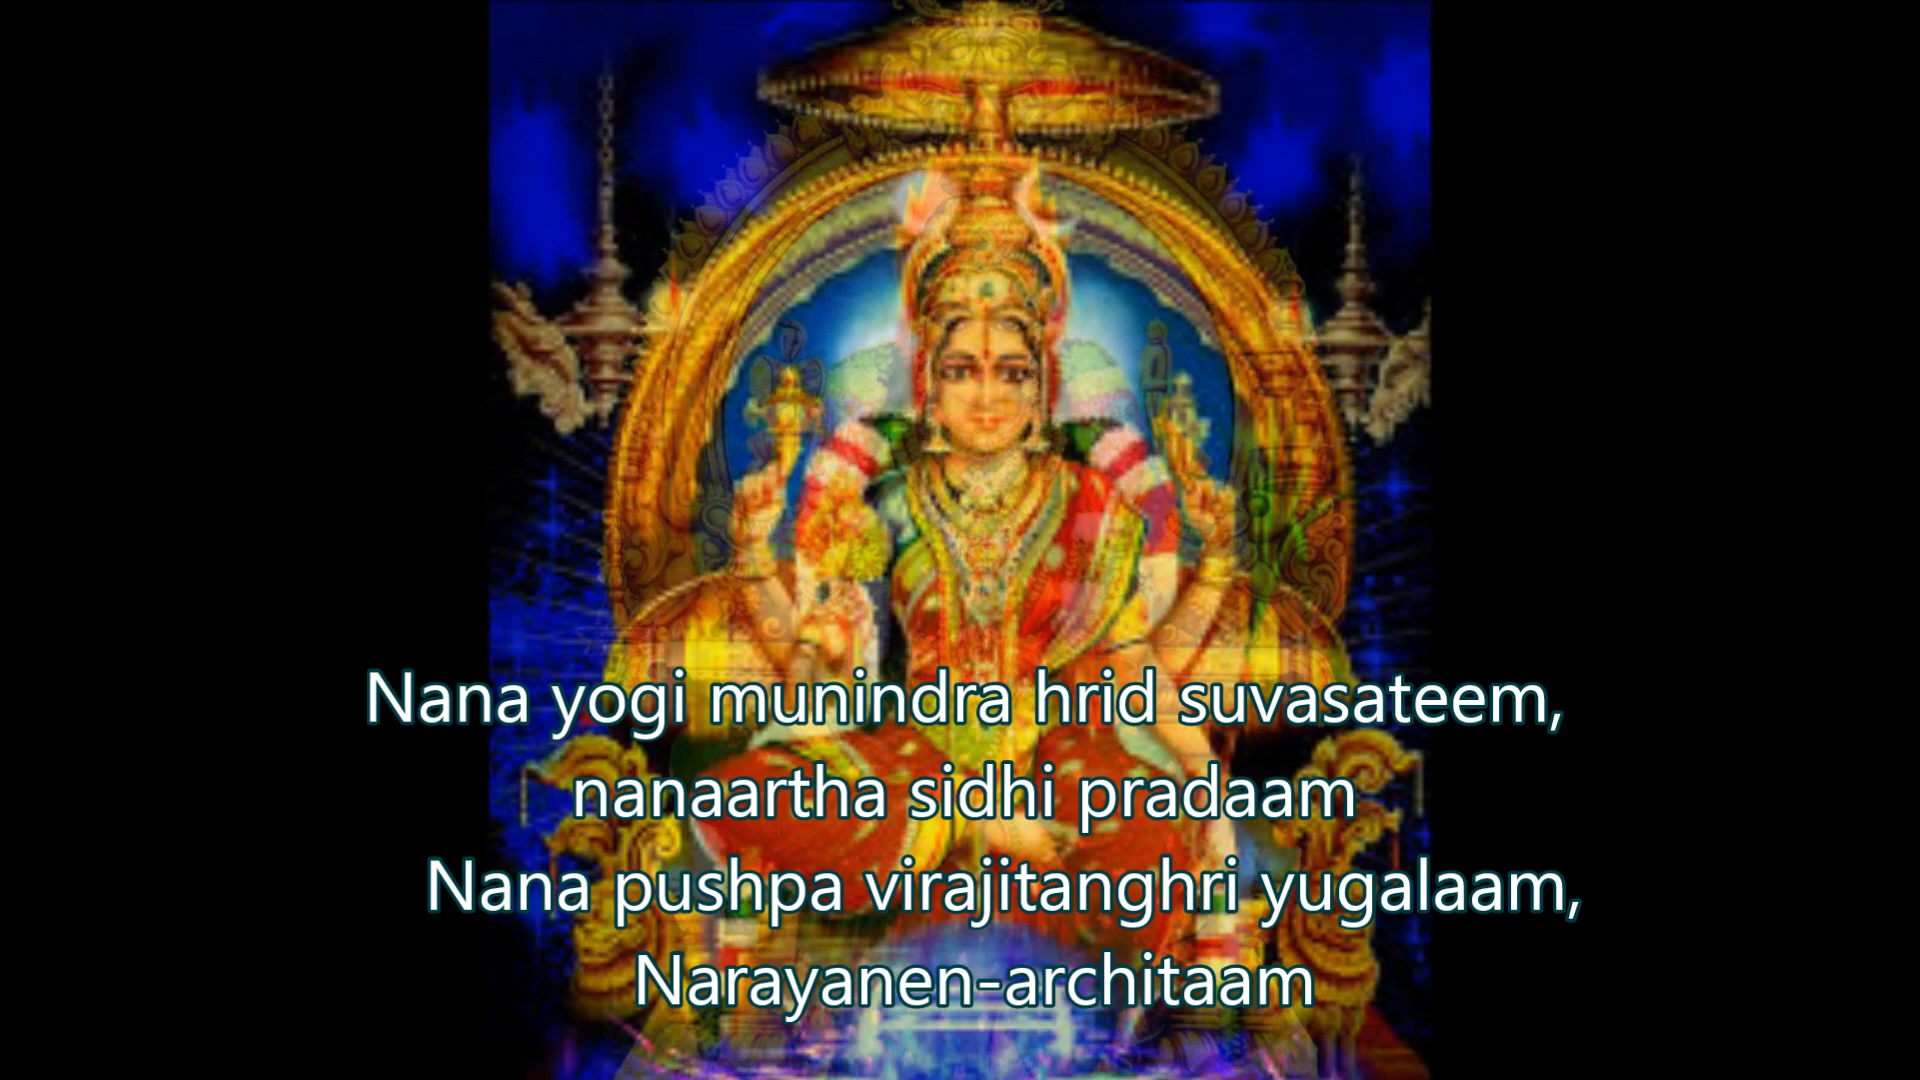 Nana yogi munindra hrid suvasateem,
nanaartha sidhi pradaam
Nana pushpa virajitanghri yugalaam,
Narayanen-architaam